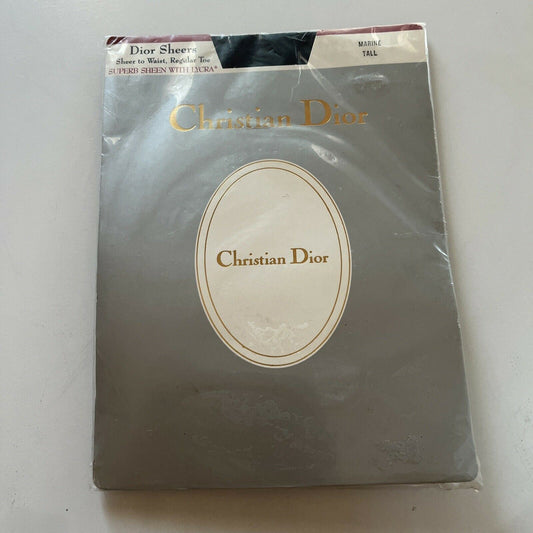 Dior Sheers
Sheer to Waist, Regular Toe
SUPERB SHEEN WITH LYCRA®
MARINE
TALL
Christian Dior
Christian Dior